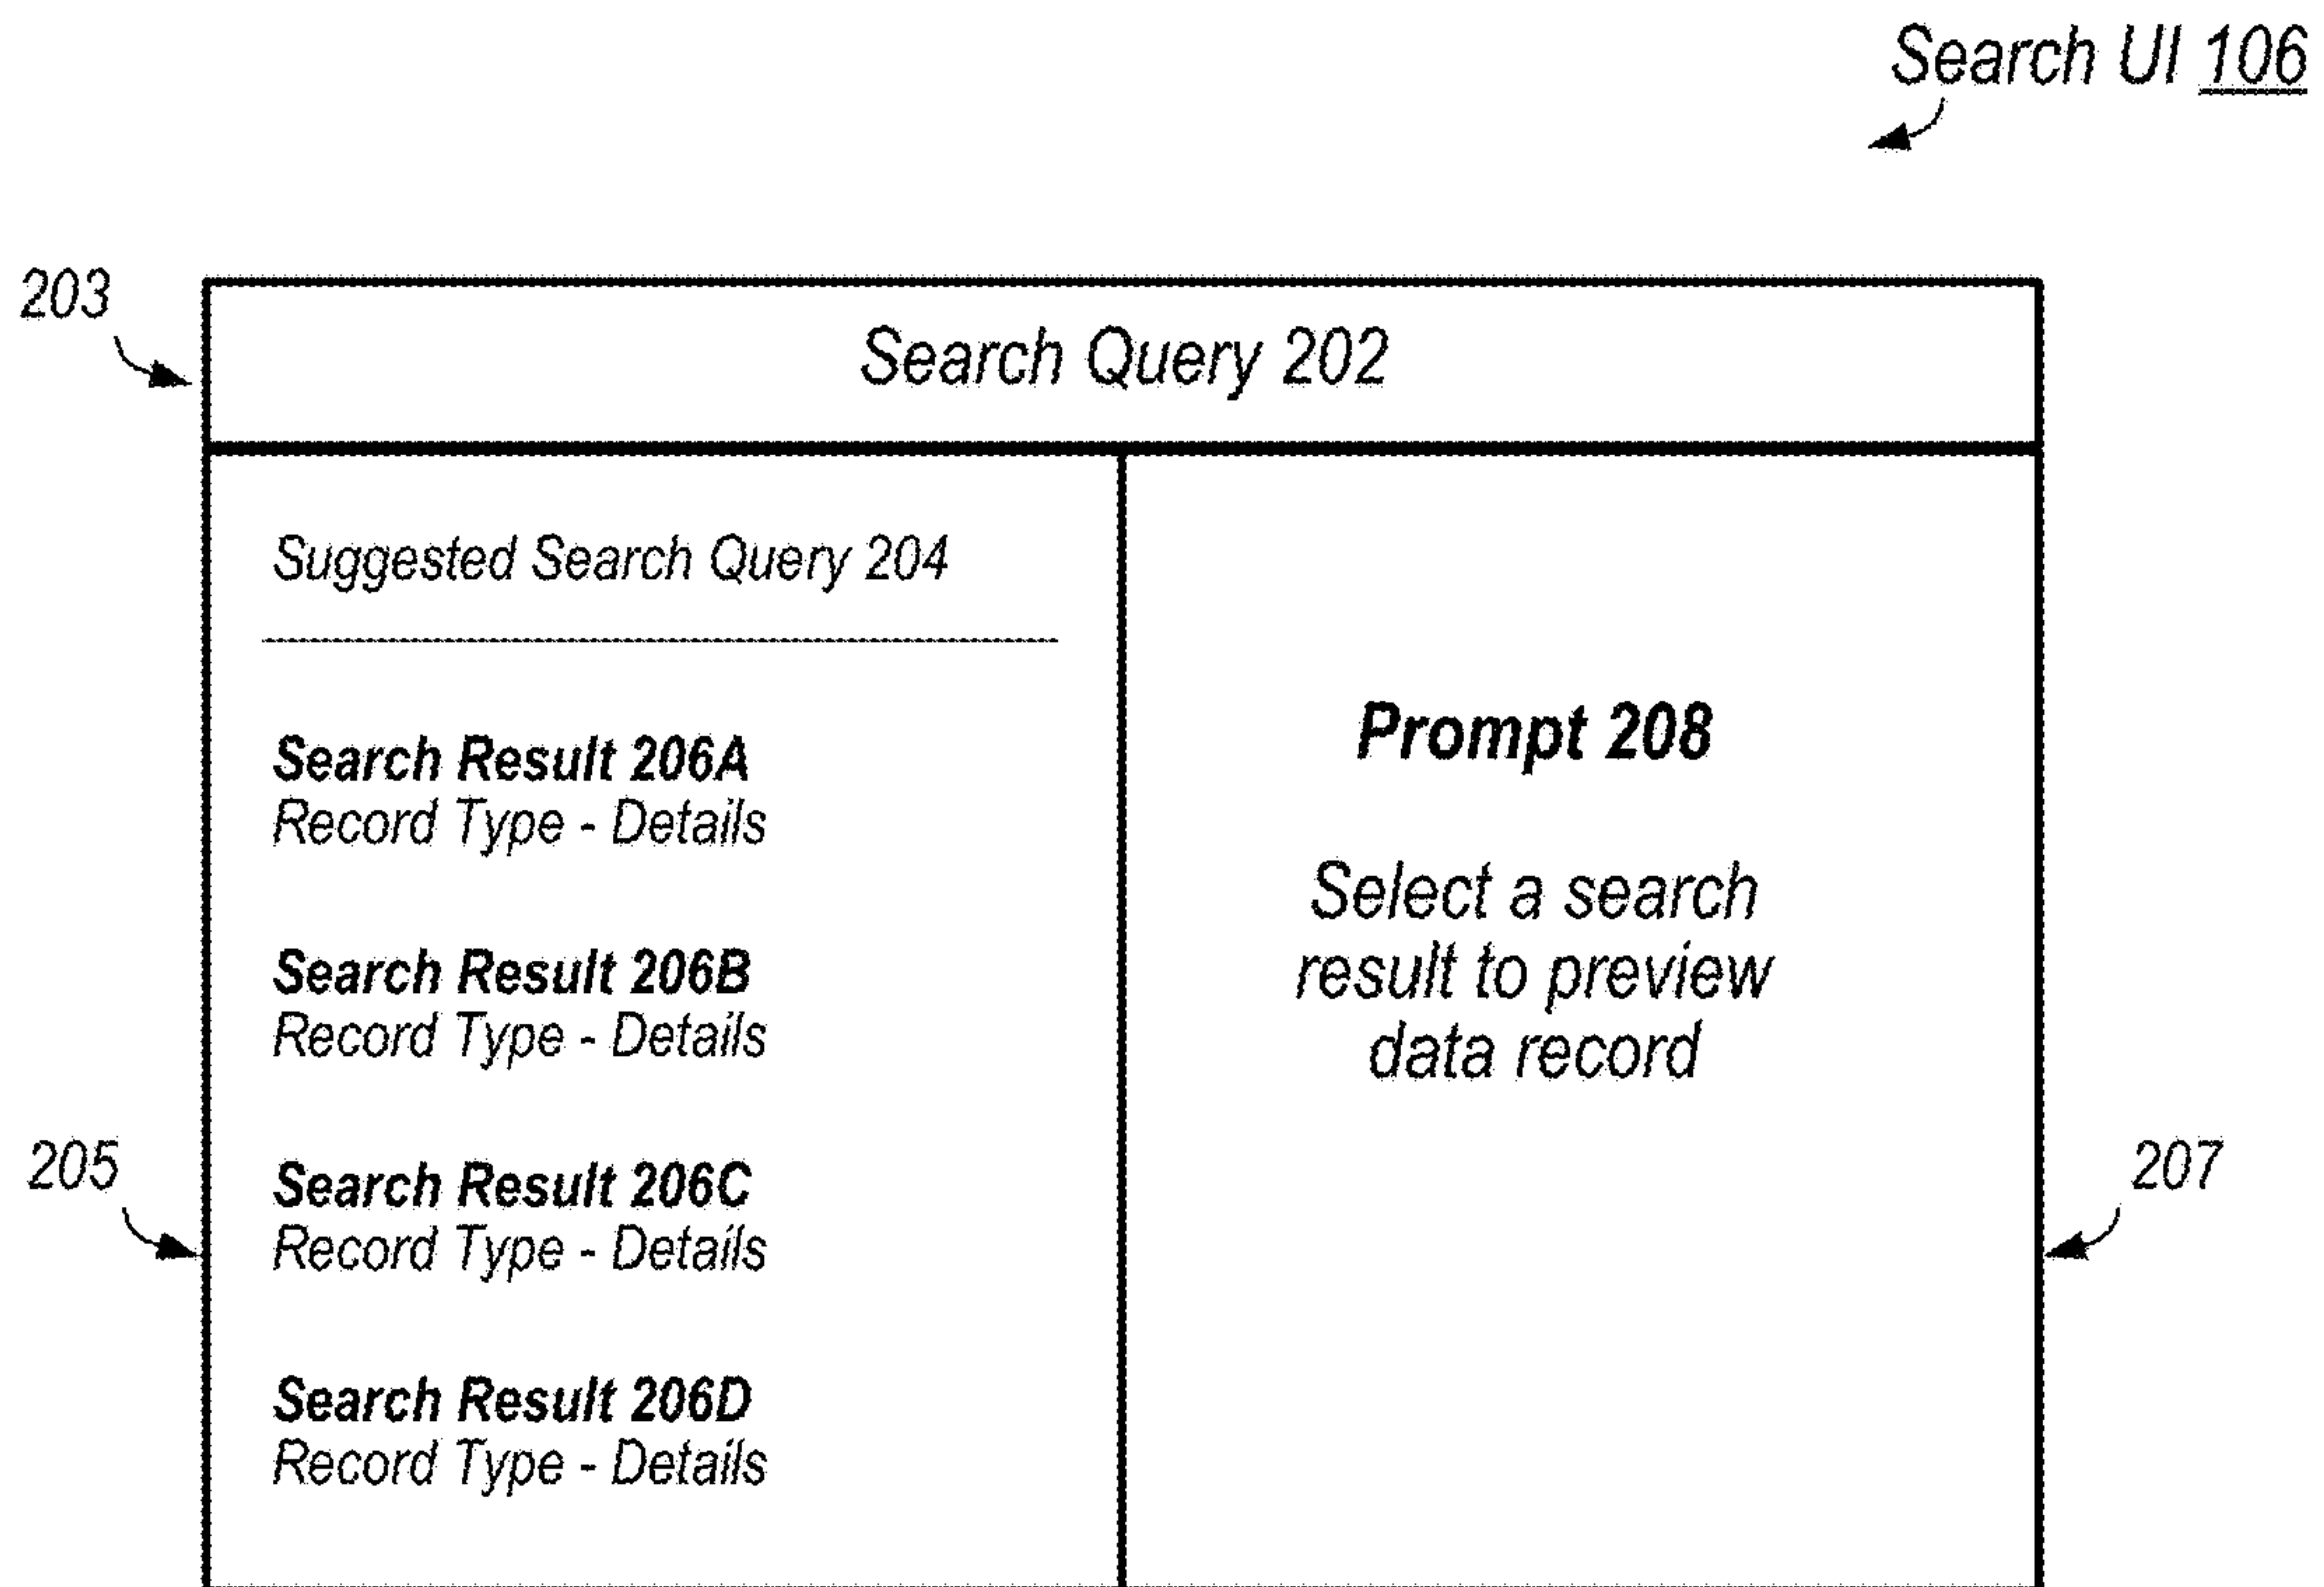 Search UI 106
203
Search Query 202
Suggested Search Query 204
Search Result 206A
Record Type - Details
Search Result 206B
Record Type - Details
205
Search Result 206C
Record Type - Details
Search Result 206D
Record Type - Details
Prompt 208
Select a search
result to preview
data record
207